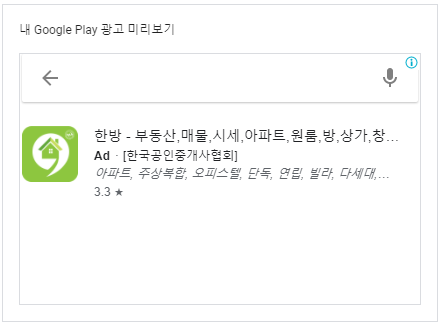 내 Google Play 광고 미리보기
한방 - 부동산,매물,시세,아파트,원룸,방,상가,창...
Ad · [한국공인중개사협회]
아파트, 주상복합, 오피스텔, 단독, 연립, 빌라, 다세대,...
3.3 ★